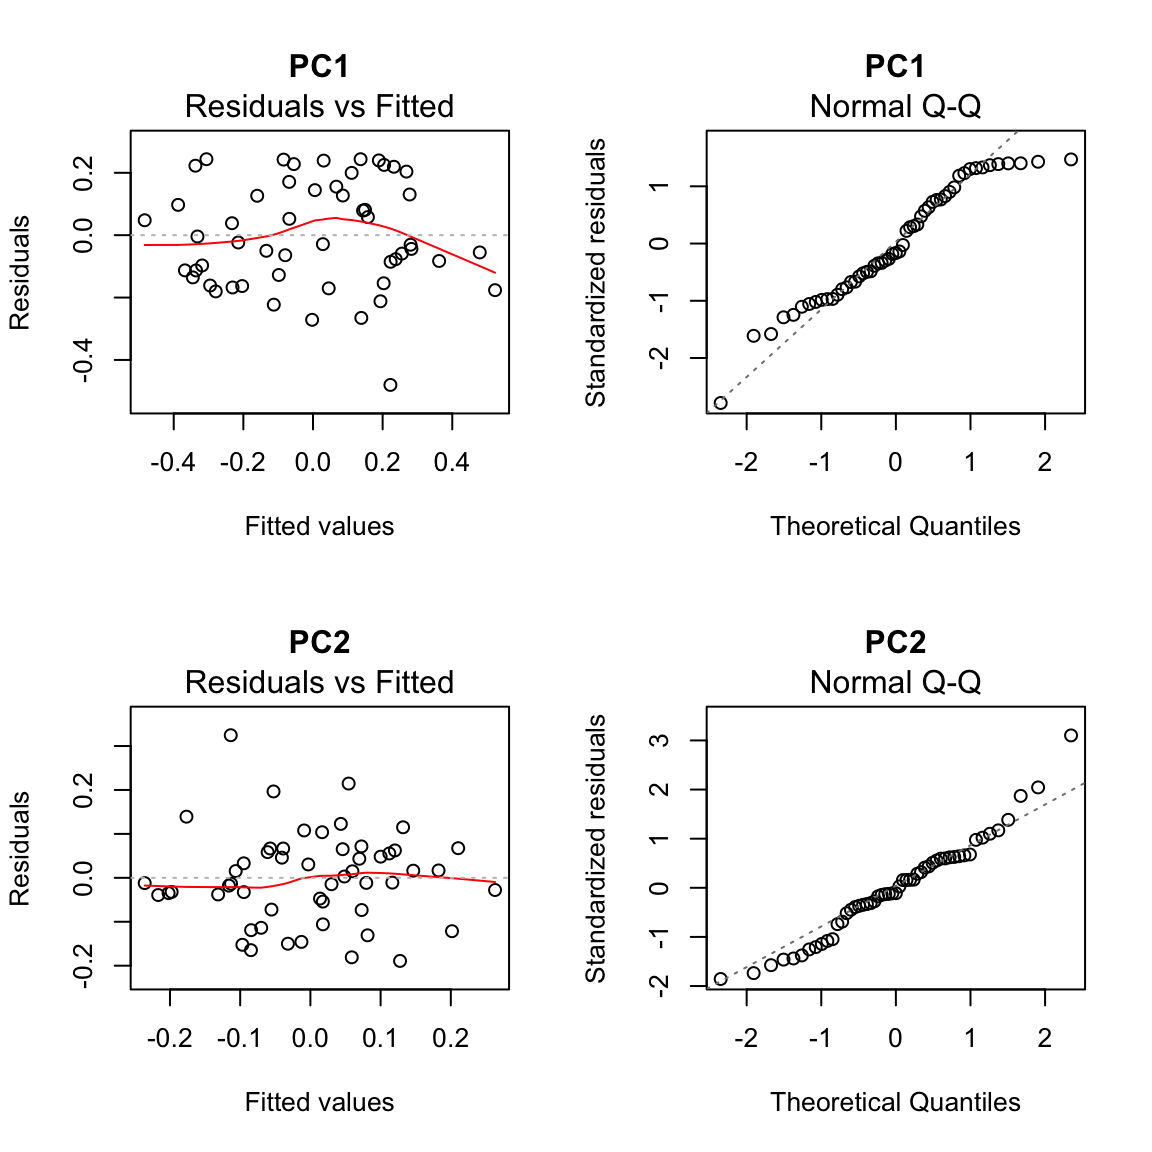 PC1
Residuals vs Fitted
Residuals
0.2
0.0
-0.4
-0.4
-0.2
0.0
0.2
0.4
Fitted values
PC1
Normal Q-Q
Standardized residuals
1
0
-1
-2
-2
-1
0
1
2
Theoretical Quantiles
PC2
Residuals vs Fitted
Residuals
0.2
0.0
-0.2
-0.2
-0.1
0.0
0.1
0.2
Fitted values
PC2
Normal Q-Q
Standardized residuals
3
2
1
0
-1
-2
-2
-1
0
1
2
Theoretical Quantiles